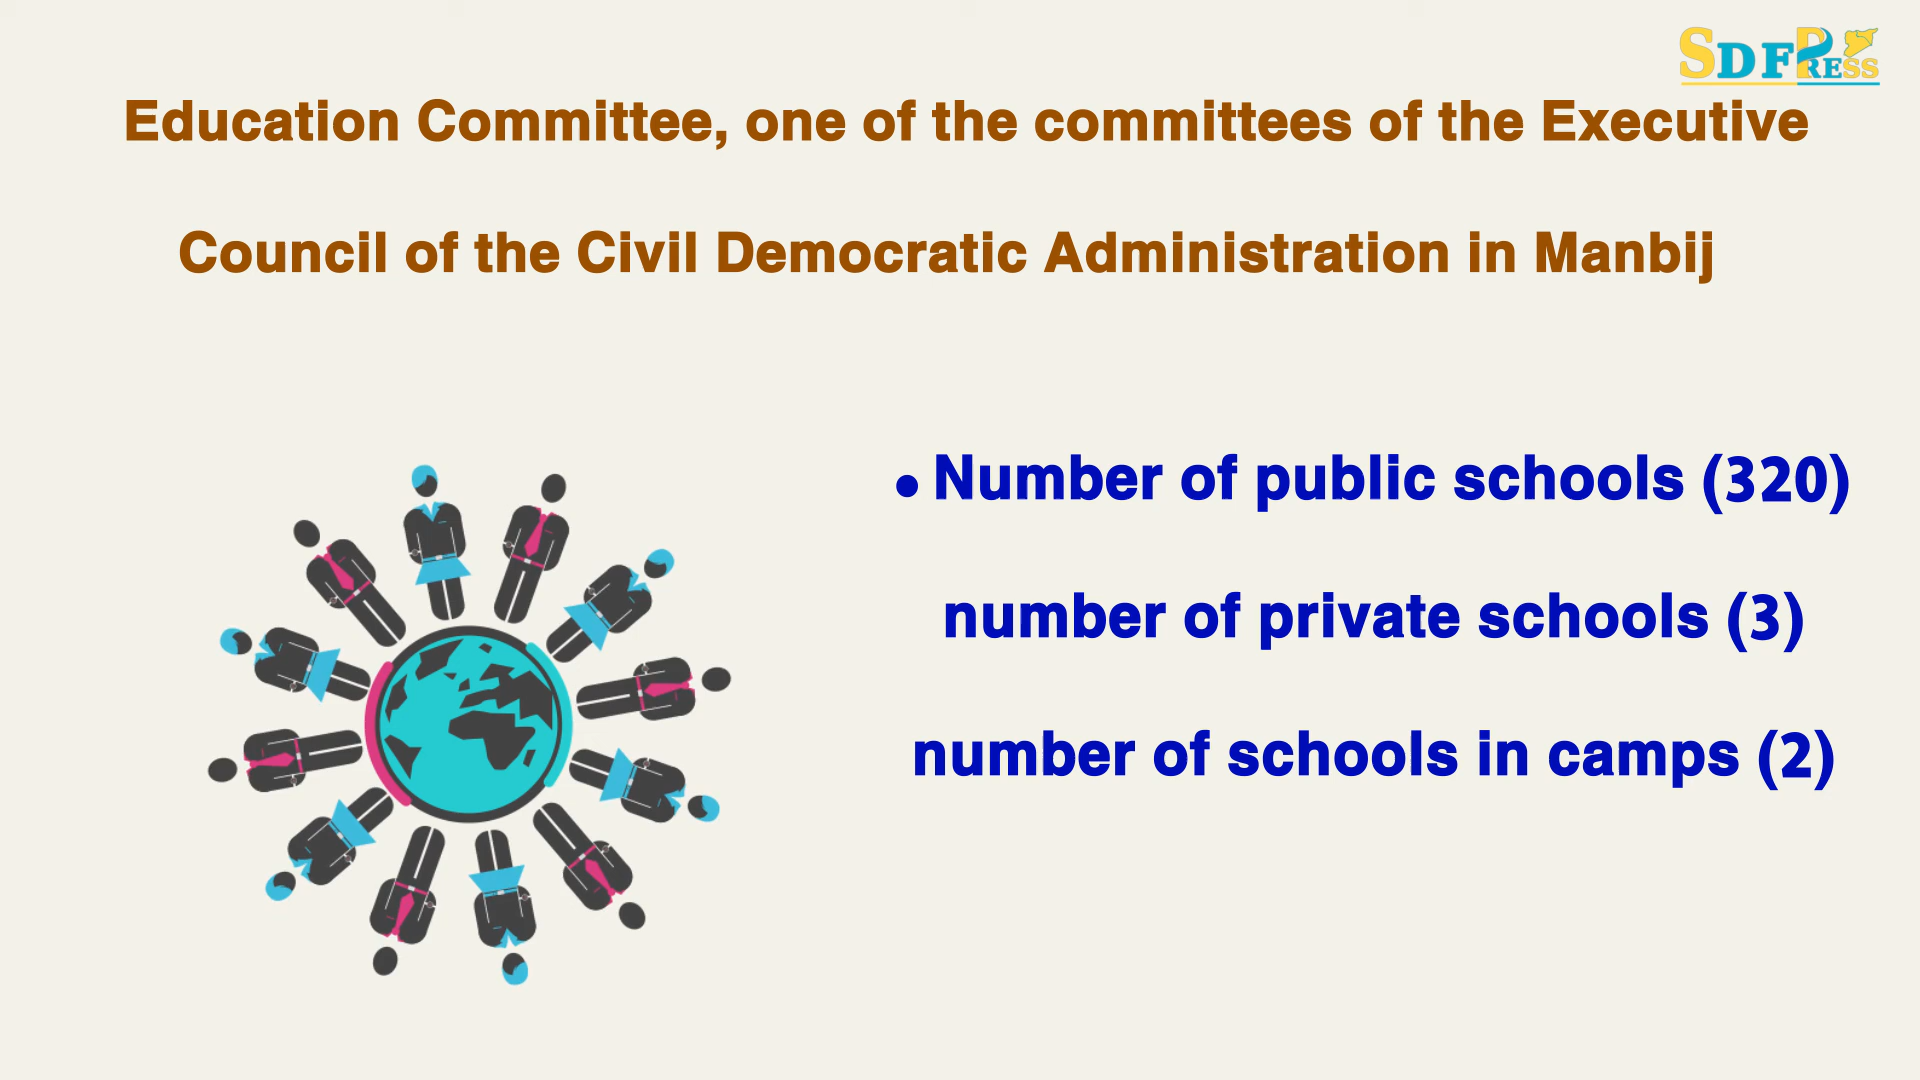 SDF PRESS
Education Committee, one of the committees of the Executive
Council of the Civil Democratic Administration in Manbij
• Number of public schools (320)
number of private schools (3)
number of schools in camps (2)